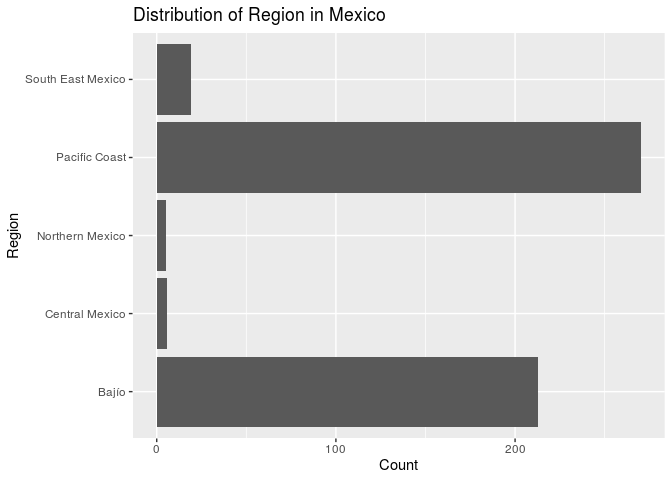 Distribution of Region in Mexico
South East Mexico
Pacific Coast
Northern Mexico
Central Mexico
Bajío
Region
0 100 200
Count